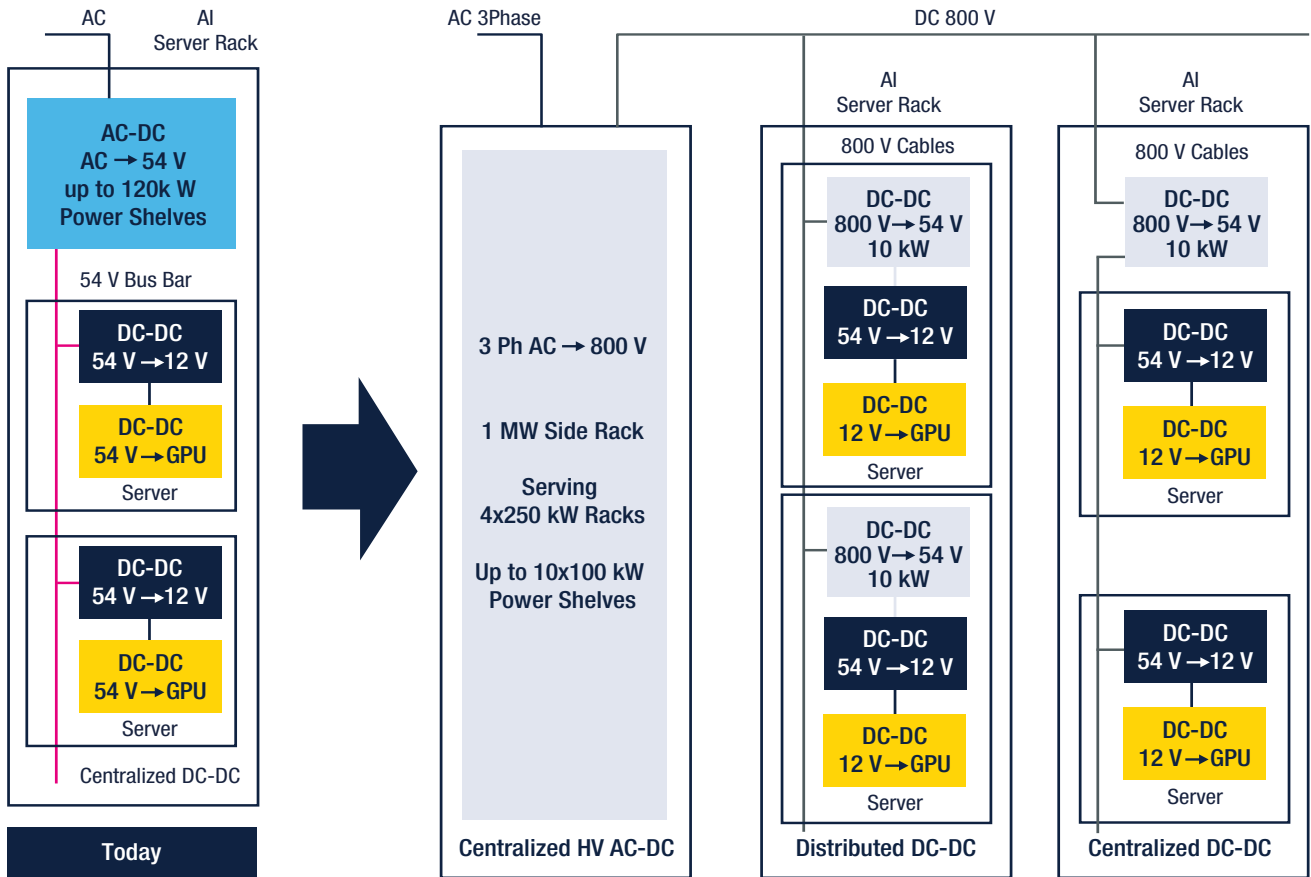 AC
AI
Server Rack
AC-DC
AC → 54 V
up to 120k W
Power Shelves
54 V Bus Bar
DC-DC
54 V →12 V
DC-DC
54 V → GPU
Server
DC-DC
54 V →12 V
DC-DC
54 V → GPU
Server
Centralized DC-DC
Today
AC 3Phase
DC 800 V
3 Ph AC → 800 V
1 MW Side Rack
Serving
4x250 kW Racks
Up to 10x100 kW
Power Shelves
Centralized HV AC-DC
AI
Server Rack
800 V Cables
DC-DC
800 V→ 54 V
10 kW
DC-DC
54 V →12 V
DC-DC
12 V→ GPU
Server
DC-DC
800 V→ 54 V
10 kW
DC-DC
54 V →12 V
DC-DC
12 V→ GPU
Server
Distributed DC-DC
AI
Server Rack
800 V Cables
DC-DC
800 V→ 54 V
10 kW
DC-DC
54 V →12 V
DC-DC
12 V→ GPU
Server
DC-DC
54 V →12 V
DC-DC
12 V→ GPU
Server
Centralized DC-DC